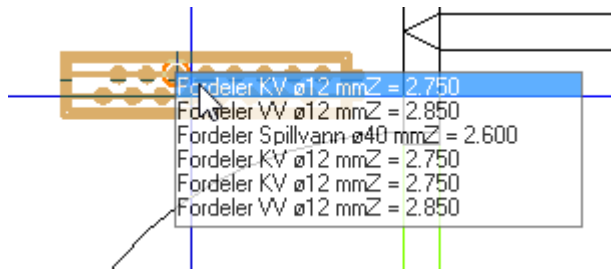 Fordeler KV ø12 mmZ = 2.750
Fordeler VV ø12 mmZ = 2.850
Fordeler Spillvann ø40 mmZ = 2.600
Fordeler KV ø12 mmZ = 2.750
Fordeler KV ø12 mmZ = 2.750
Fordeler VV ø12 mmZ = 2.850